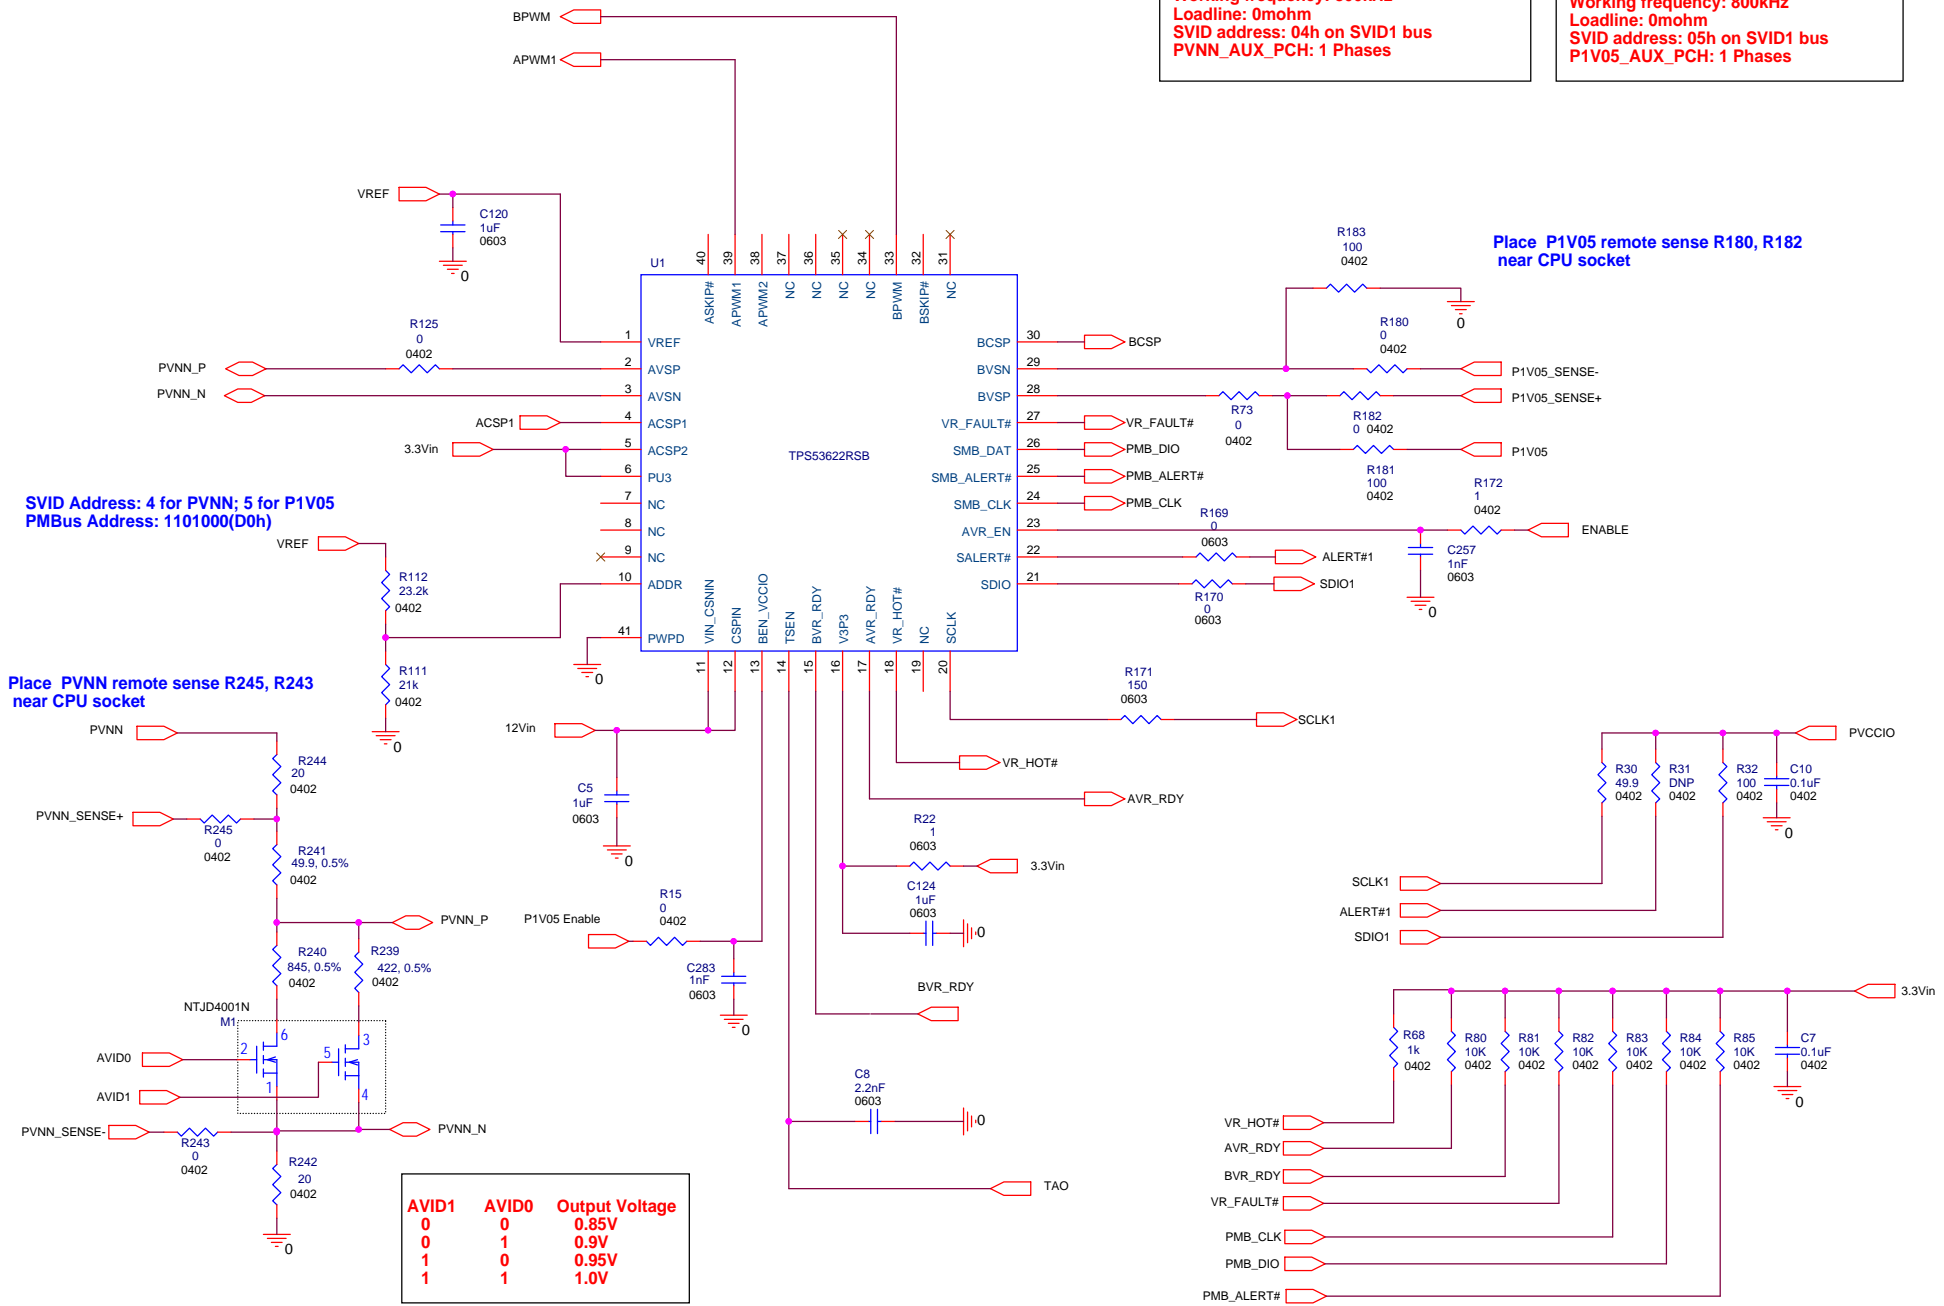 BPWM
APWM1
Loadline: 0mohm
SVID address: 04h on SVID1 bus
PVNN_AUX_PCH: 1 Phases
Working frequency: 800kHz
Loadline: 0mohm
SVID address: 05h on SVID1 bus
P1V05_AUX_PCH: 1 Phases
VREF
C120
1uF
0603
0
U1
TPS53622RSB
40
39
38
37
36
35
34
33
32
31
ASKIP#
APWM1
APWM2
NC
NC
NC
NC
BPWM
BSKIP#
NC
1 VREF
2 AVSP
3 AVSN
4 ACSP1
5 ACSP2
6 PU3
7 NC
8 NC
9 NC
10 ADDR
41 PWPD
BCSP 30
BVSN 29
BVSP 28
VR_FAULT# 27
SMB_DAT 26
SMB_ALERT# 25
SMB_CLK 24
AVR_EN 23
SALERT# 22
SDIO 21
VIN_CSNIN
CSPIN
BEN_VCCIO
TSEN
BVR_RDY
V3P3
AVR_RDY
VR_HOT#
NC
SCLK
11
12
13
14
15
16
17
18
19
20
R125
0
0402
PVNN_P
PVNN_N
ACSP1
3.3Vin
SVID Address: 4 for PVNN; 5 for P1V05
PMBus Address: 1101000(D0h)
VREF
R112
23.2k
0402
R111
21k
0402
0
0
Place PVNN remote sense R245, R243
near CPU socket
PVNN
R244
20
0402
PVNN_SENSE+
R245
0
0402
R241
49.9, 0.5%
0402
PVNN_P
R240
845, 0.5%
0402
R239
422, 0.5%
0402
NTJD4001N
M1
6
2
1
3
5
4
AVID0
AVID1
PVNN_SENSE-
R243
0
0402
PVNN_N
R242
20
0402
0
AVID1 AVID0 Output Voltage
0 0 0.85V
0 1 0.9V
1 0 0.95V
1 1 1.0V
12Vin
C5
1uF
0603
0
R15
0
0402
P1V05 Enable
C283
1nF
0603
0
R22
1
0603
3.3Vin
C124
1uF
0603
0
BVR_RDY
C8
2.2nF
0603
0
TAO
VR_HOT#
AVR_RDY
R171
150
0603
SCLK1
R183
100
0402
0
Place P1V05 remote sense R180, R182
near CPU socket
R180
0
0402
BCSP
P1V05_SENSE-
P1V05_SENSE+
R73
0
0402
R182
0 0402
P1V05
R181
100
0402
VR_FAULT#
PMB_DIO
PMB_ALERT#
PMB_CLK
R172
1
0402
ENABLE
R169
0
0603
ALERT#1
C257
1nF
0603
0
SDIO1
R170
0
0603
PVCCIO
R30
49.9
0402
R31
DNP
0402
R32
100
0402
C10
0.1uF
0402
0
SCLK1
ALERT#1
SDIO1
3.3Vin
R68
1k
0402
R80
10K
0402
R81
10K
0402
R82
10K
0402
R83
10K
0402
R84
10K
0402
R85
10K
0402
C7
0.1uF
0402
0
VR_HOT#
AVR_RDY
BVR_RDY
VR_FAULT#
PMB_CLK
PMB_DIO
PMB_ALERT#